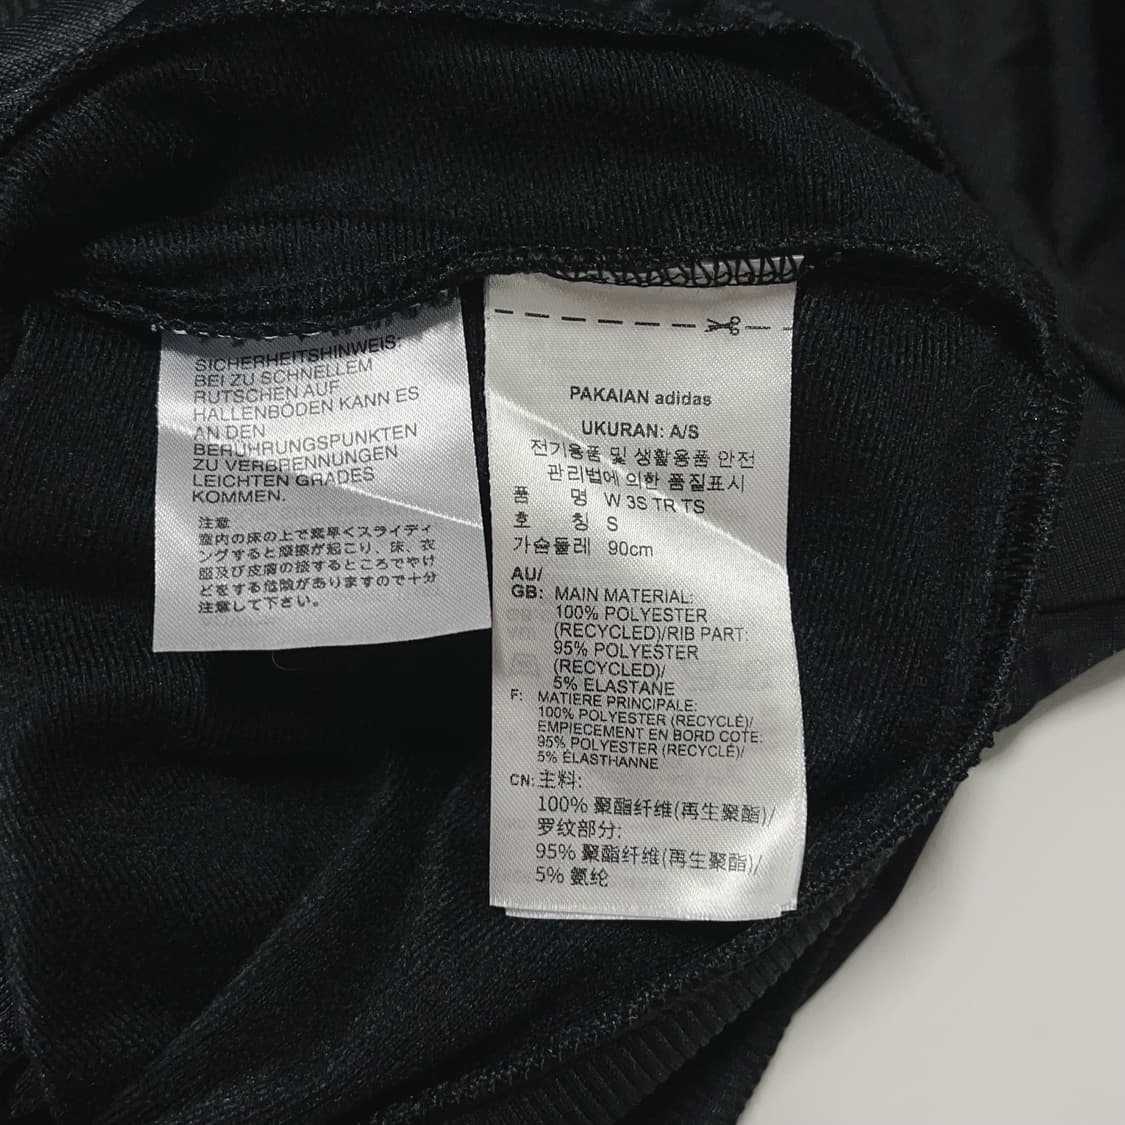 SICHERHEITSHINWEIS:
BEI ZU SCHNELLEM
RUTSCHEN AUF
HALLENBÖDEN KANN ES
AN DEN
BERÜHRUNGSPUNKTEN
ZU VERBRENNUNGEN
LEICHTEN GRADES
KOMMEN.
注意
室内の床の上で素早くスライディ
ングすると摩擦が起こり、床、衣
服及び皮膚の接するところでやけ
どをする危険がありますので十分
注意して下さい。
PAKAIAN adidas
UKURAN: A/S
전기용품 및 생활용품 안전
관리법에 의한 품질표시
품 명 W 3S TR TS
호 칭 S
가슴둘레 90cm
AU/
GB: MAIN MATERIAL:
100% POLYESTER
(RECYCLED)/RIB PART:
95% POLYESTER
(RECYCLED)/
5% ELASTANE
F: MATIERE PRINCIPALE:
100% POLYESTER (RECYCLÉ)/
EMPIECEMENT EN BORD COTE:
95% POLYESTER (RECYCLÉ)/
5% ÉLASTHANNE
CN: 主料:
100% 聚酯纤维(再生聚酯)/
罗纹部分:
95% 聚酯纤维(再生聚酯)/
5% 氨纶